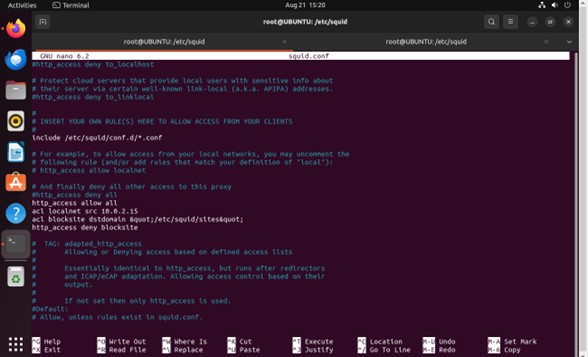 Activities
Terminal
Aug 21 15:20
root@UBUNTU: /etc/squid
root@UBUNTU: /etc/squid
root@UBUNTU: /etc/squid
GNU nano 6.2
squid.conf
#http_access deny to_localhost
# Protect cloud servers that provide local users with sensitive info about
# their server via certain well-known link-local (a.k.a. APIPA) addresses.
#http_access deny to_linklocal
#
# INSERT YOUR OWN RULE(S) HERE TO ALLOW ACCESS FROM YOUR CLIENTS
#
include /etc/squid/conf.d/*.conf
# For example, to allow access from your local networks, you may uncomment the
# following rule (and/or add rules that match your definition of "local"):
# http_access allow localnet
# And finally deny all other access to this proxy
#http_access deny all
http_access allow all
acl localnet src 10.0.2.15
acl blocksite dstdomain &quot;/etc/squid/sites&quot;
http_access deny blocksite
# TAG: adapted_http_access
# Allowing or Denying access based on defined access lists
#
# Essentially identical to http_access, but runs after redirectors
# and ICAP/eCAP adaptation. Allowing access control based on their
# output.
#
# If not set then only http_access is used.
#Default:
# Allow, unless rules exist in squid.conf.
^G Help ^O Write Out ^W Where Is ^K Cut ^T Execute ^C Location M-U Undo M-A Set Mark
^X Exit ^R Read File ^\ Replace ^U Paste ^J Justify ^/ Go To Line M-E Redo M-6 Copy